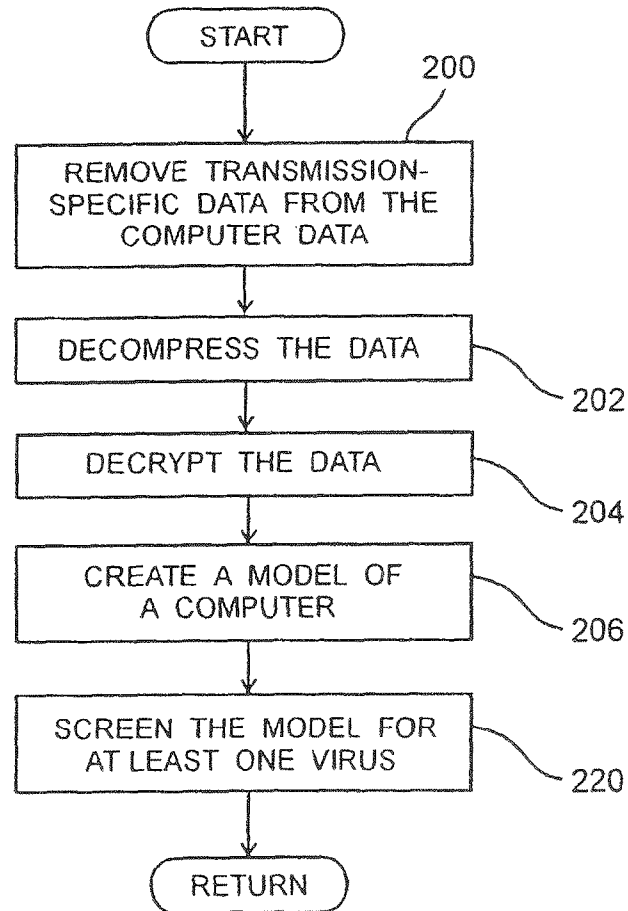 START
200
REMOVE TRANSMISSION-
SPECIFIC DATA FROM THE
COMPUTER DATA
DECOMPRESS THE DATA
202
DECRYPT THE DATA
204
CREATE A MODEL OF
A COMPUTER
206
SCREEN THE MODEL FOR
AT LEAST ONE VIRUS
220
RETURN